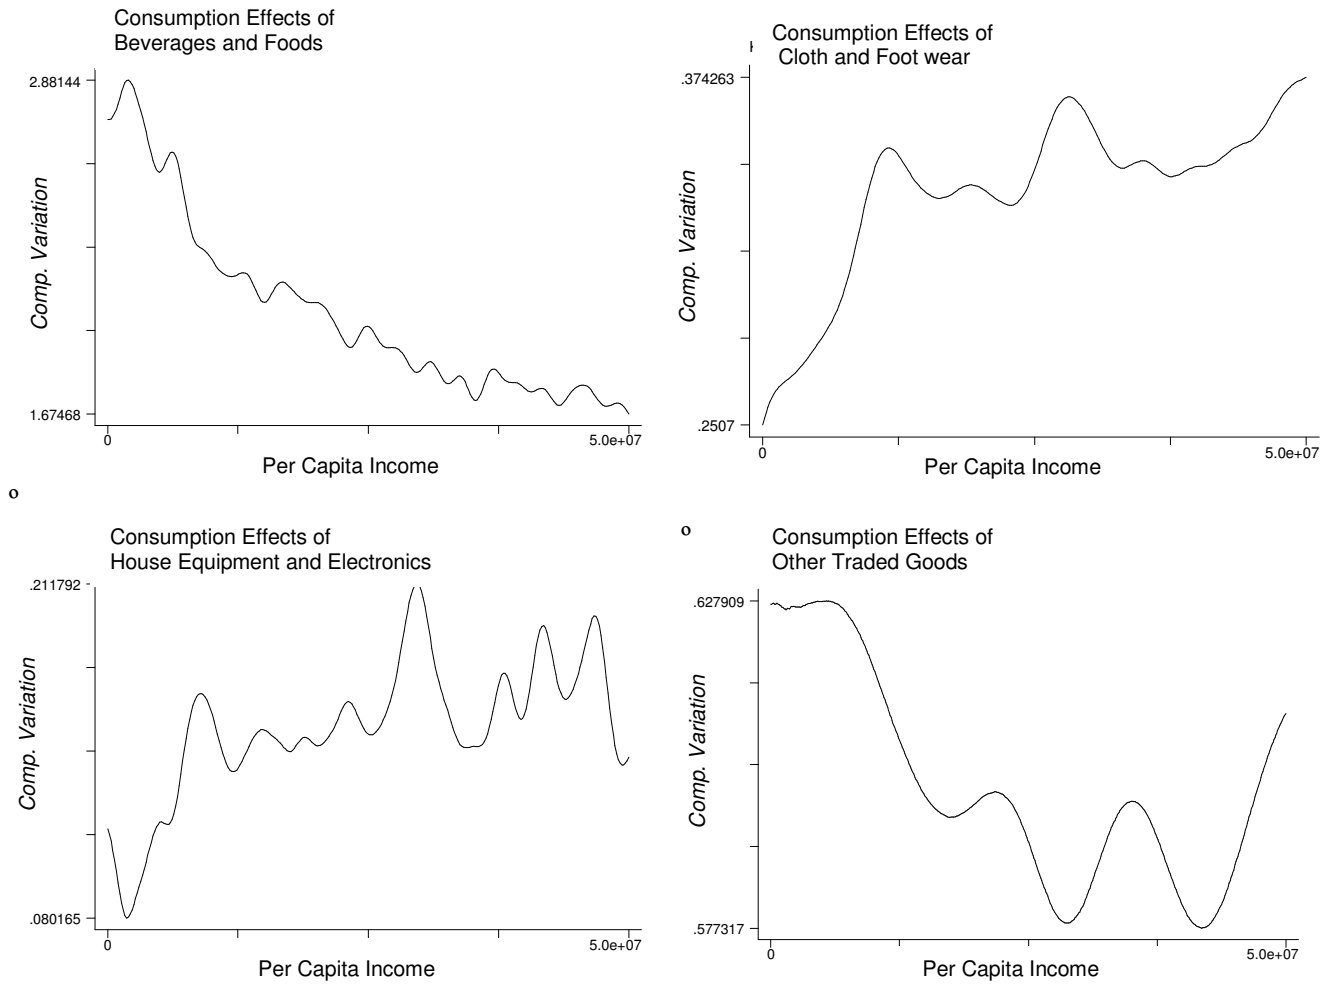 Consumption Effects of
Beverages and Foods
2.88144
Comp. Variation
1.67468
0
5.0e+07
Per Capita Income
Consumption Effects of
Cloth and Foot wear
.374263
Comp. Variation
.2507
0
5.0e+07
Per Capita Income
o
Consumption Effects of
House Equipment and Electronics
.211792
Comp. Variation
.080165
0
5.0e+07
Per Capita Income
o
Consumption Effects of
Other Traded Goods
.627909
Comp. Variation
.577317
0
5.0e+07
Per Capita Income